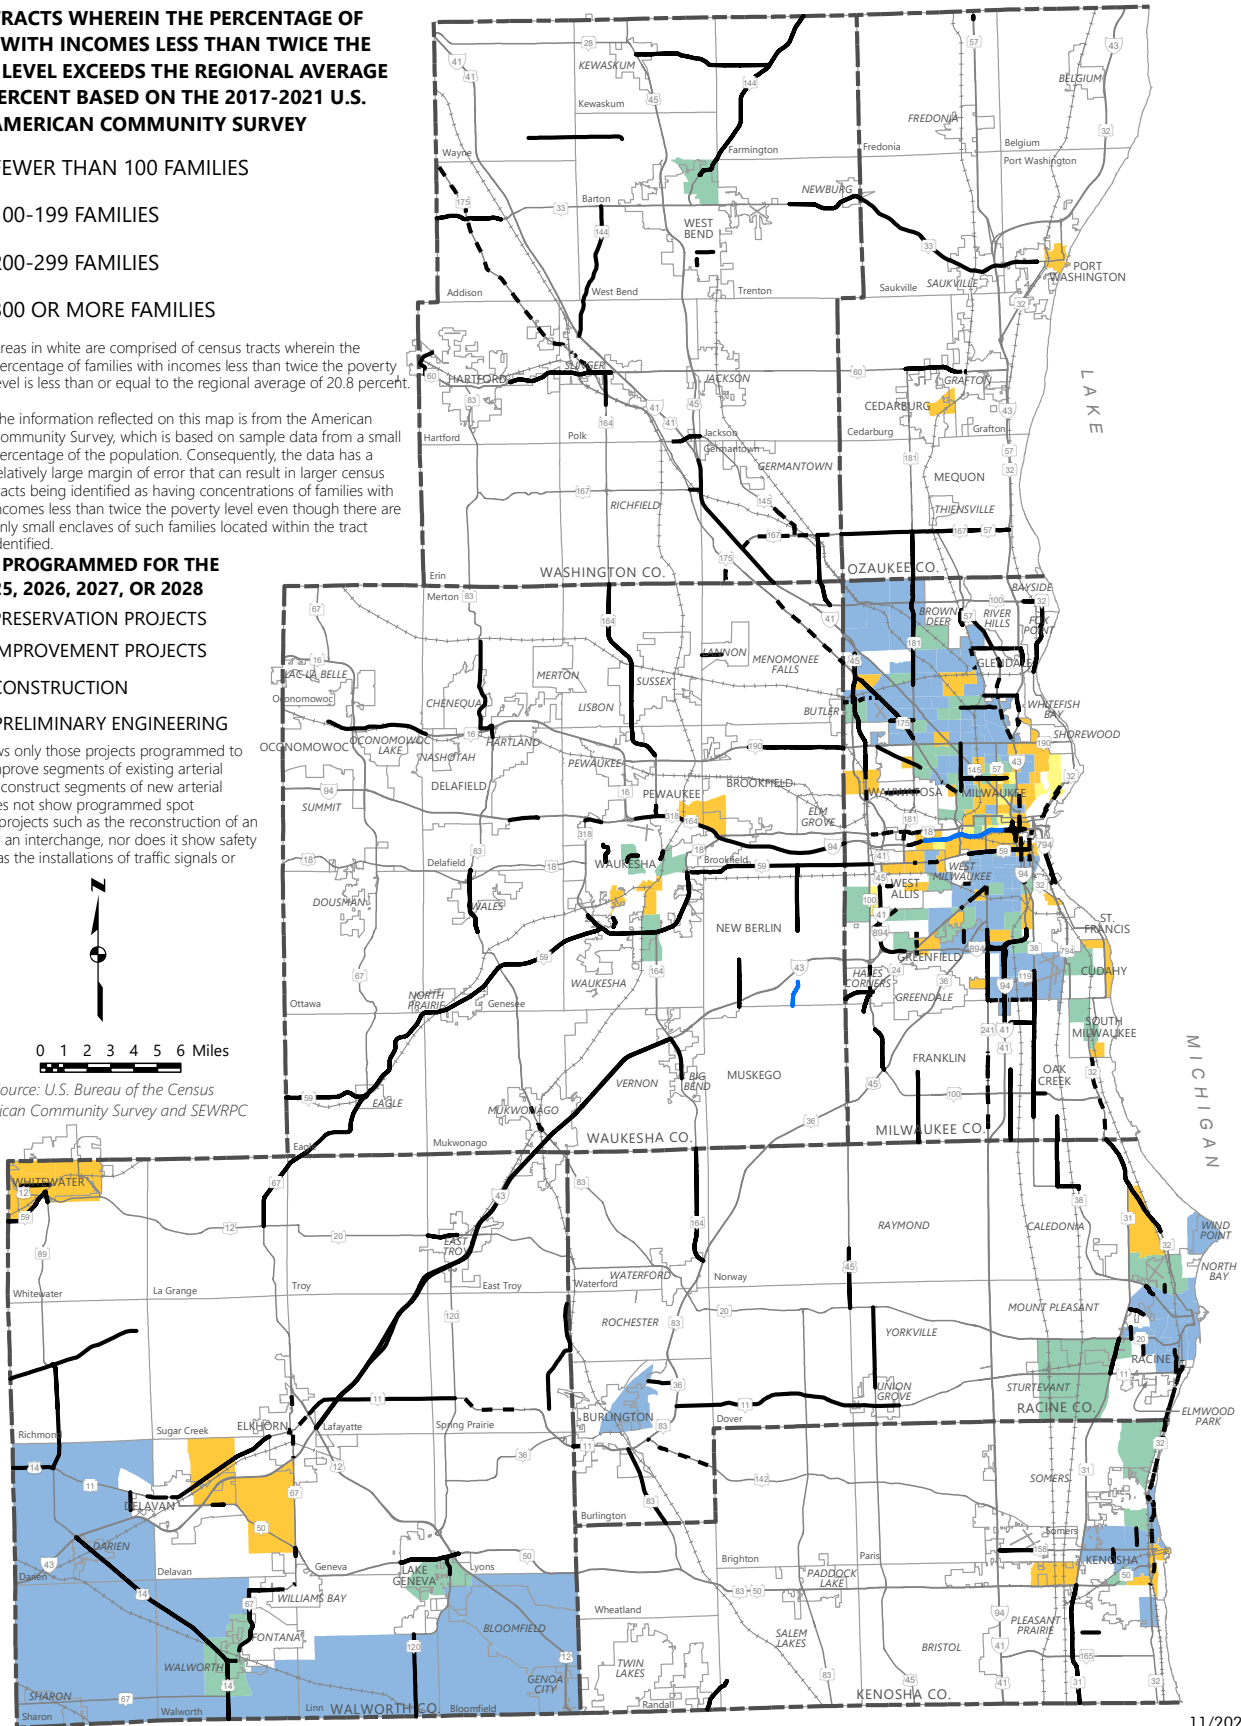 TRACTS WHEREIN THE PERCENTAGE OF
WITH INCOMES LESS THAN TWICE THE
LEVEL EXCEEDS THE REGIONAL AVERAGE
ERCENT BASED ON THE 2017-2021 U.S.
AMERICAN COMMUNITY SURVEY
EWER THAN 100 FAMILIES
00-199 FAMILIES
200-299 FAMILIES
300 OR MORE FAMILIES
reas in white are comprised of census tracts wherein the
ercentage of families with incomes less than twice the poverty
evel is less than or equal to the regional average of 20.8 percent.
he information reflected on this map is from the American
ommunity Survey, which is based on sample data from a small
ercentage of the population. Consequently, the data has a
elatively large margin of error that can result in larger census
racts being identified as having concentrations of families with
ncomes less than twice the poverty level even though there are
nly small enclaves of such families located within the tract
dentified.
PROGRAMMED FOR THE
25, 2026, 2027, OR 2028
PRESERVATION PROJECTS
IMPROVEMENT PROJECTS
CONSTRUCTION
PRELIMINARY ENGINEERING
ws only those projects programmed to
mprove segments of existing arterial
construct segments of new arterial
es not show programmed spot
projects such as the reconstruction of an
an interchange, nor does it show safety
as the installations of traffic signals or
N
0 1 2 3 4 5 6 Miles
ource: U.S. Bureau of the Census
ican Community Survey and SEWRPC
KEWASKUM
Kewaskum
Wayne
Farmington
Fredonia
FREDONIA
BELGIUM
Belgium
Port Washington
NEWBURG
Barton
WEST
BEND
PORT
WASHINGTON
SAUKVILLE
Saukville
Addison
West Bend
Trenton
HARTFORD
SLINGER
JACKSON
GRAFTON
CEDARBURG
Hartford
Polk
Jackson
Germantown
Cedarburg
Grafton
GERMANTOWN
MEQUON
THIENSVILLE
RICHFIELD
Erin
WASHINGTON CO.
OZAUKEE CO.
LAKE
MICHIGAN
Merton
BAYSIDE
BROWN
DEER
RIVER
HILLS
FOX
POINT
GLENDALE
LANNON
MENOMONEE
FALLS
LAC LA BELLE
Oconomowoc
MERTON
SUSSEX
CHENEQUA
LISBON
BUTLER
WHITEFISH
BAY
SHOREWOOD
OCONOMOWOC
OCONOMOWOC
LAKE
NASHOTAH
HARTLAND
PEWAUKEE
SUMMIT
DELAFIELD
PEWAUKEE
BROOKFIELD
ELM
GROVE
WAUWATOSA
MILWAUKEE
Delafield
WAUKESHA
Brookfield
WEST
MILWAUKEE
WEST
ALLIS
DOUSMAN
WALES
NEW BERLIN
ST.
FRANCIS
GREENFIELD
CUDAHY
HALES
CORNERS
GREENDALE
WAUKESHA
Ottawa
NORTH
PRAIRIE
Genesee
SOUTH
MILWAUKEE
FRANKLIN
OAK
CREEK
VERNON
BIG
BEND
MUSKEGO
EAGLE
MUKWONAGO
Eagle
Mukwonago
WAUKESHA CO.
MILWAUKEE CO.
WHITEWATER
RAYMOND
CALEDONIA
WIND
POINT
NORTH
BAY
EAST
TROY
WATERFORD
Whitewater
La Grange
Troy
East Troy
Waterford
Norway
ROCHESTER
MOUNT PLEASANT
YORKVILLE
RACINE
UNION
GROVE
STURTEVANT
RACINE CO.
ELMWOOD
PARK
BURLINGTON
Dover
Richmond
Sugar Creek
ELKHORN
Lafayette
Spring Prairie
SOMERS
DELAVAN
Burlington
Somers
DARIEN
Darien
Delavan
Geneva
LAKE
GENEVA
Lyons
Brighton
Paris
KENOSHA
PADDOCK
LAKE
WILLIAMS BAY
Wheatland
FONTANA
BLOOMFIELD
SALEM
LAKES
PLEASANT
PRAIRIE
BRISTOL
WALWORTH
TWIN
LAKES
GENOA
CITY
SHARON
Sharon
Walworth
Linn
WALWORTH CO.
Bloomfield
Randall
KENOSHA CO.
11/202